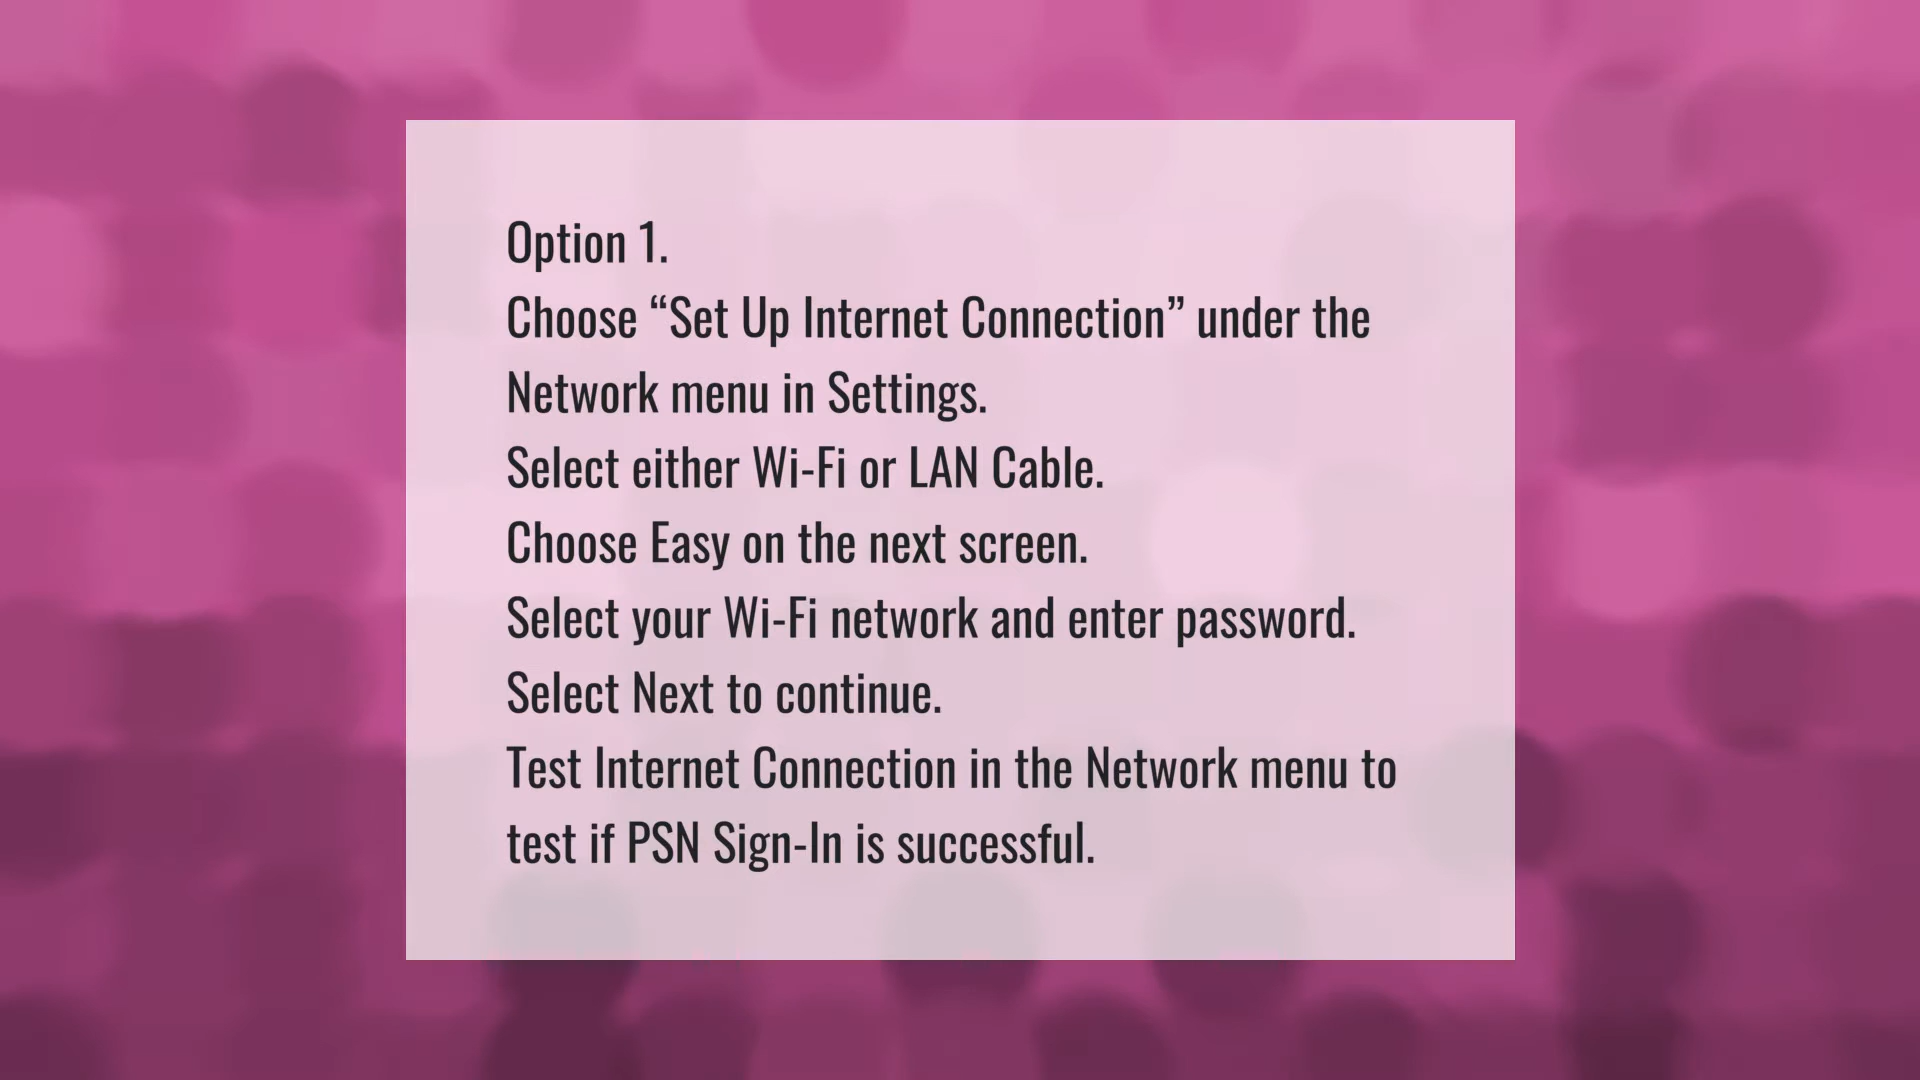 Option 1.
Choose “Set Up Internet Connection” under the
Network menu in Settings.
Select either Wi-Fi or LAN Cable.
Choose Easy on the next screen.
Select your Wi-Fi network and enter password.
Select Next to continue.
Test Internet Connection in the Network menu to
test if PSN Sign-In is successful.